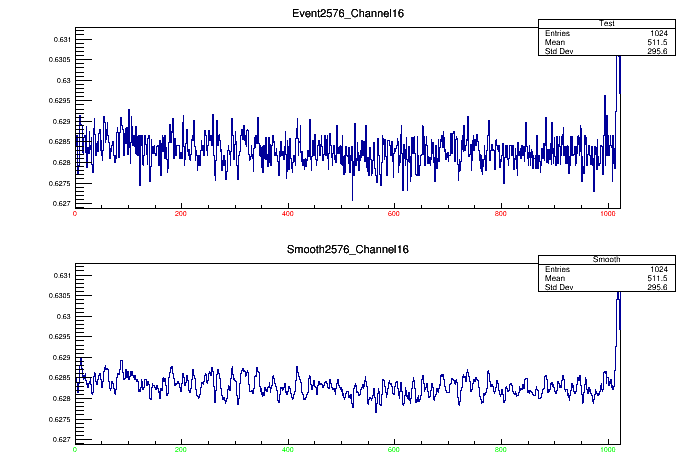 Event2576_Channel16
Test
Entries 1024
Mean 511.5
Std Dev 295.6
0.631
0.6305
0.63
0.6295
0.629
0.6285
0.628
0.6275
0.627
0 200 400 600 800 1000
Smooth2576_Channel16
Smooth
Entries 1024
Mean 511.5
Std Dev 295.6
0.631
0.6305
0.63
0.6295
0.629
0.6285
0.628
0.6275
0.627
0 200 400 600 800 1000